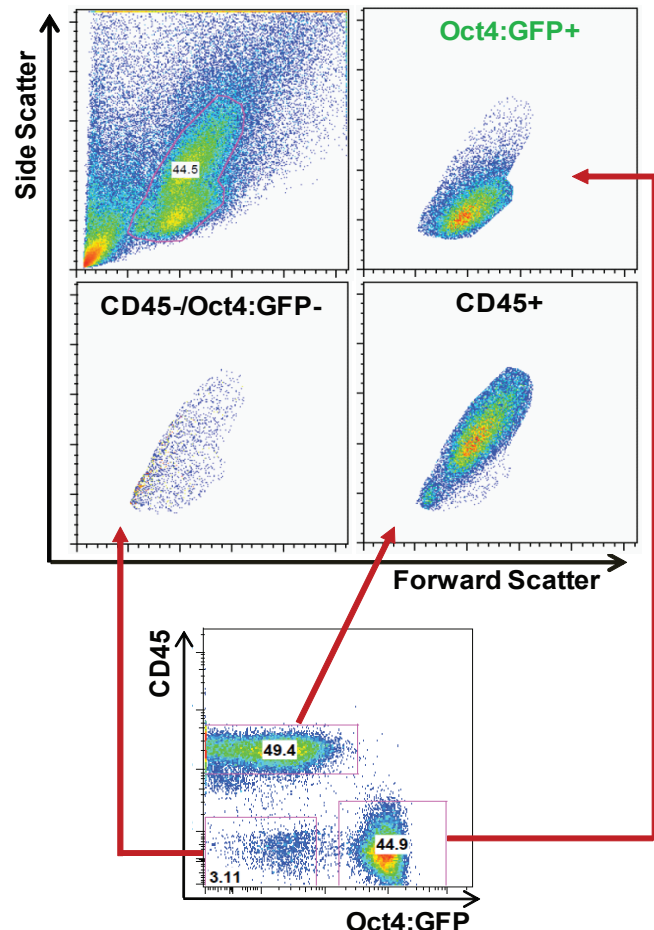 Side Scatter
44.5
Oct4:GFP+
CD45-/Oct4:GFP-
CD45+
Forward Scatter
CD45
49.4
44.9
3.11
Oct4:GFP